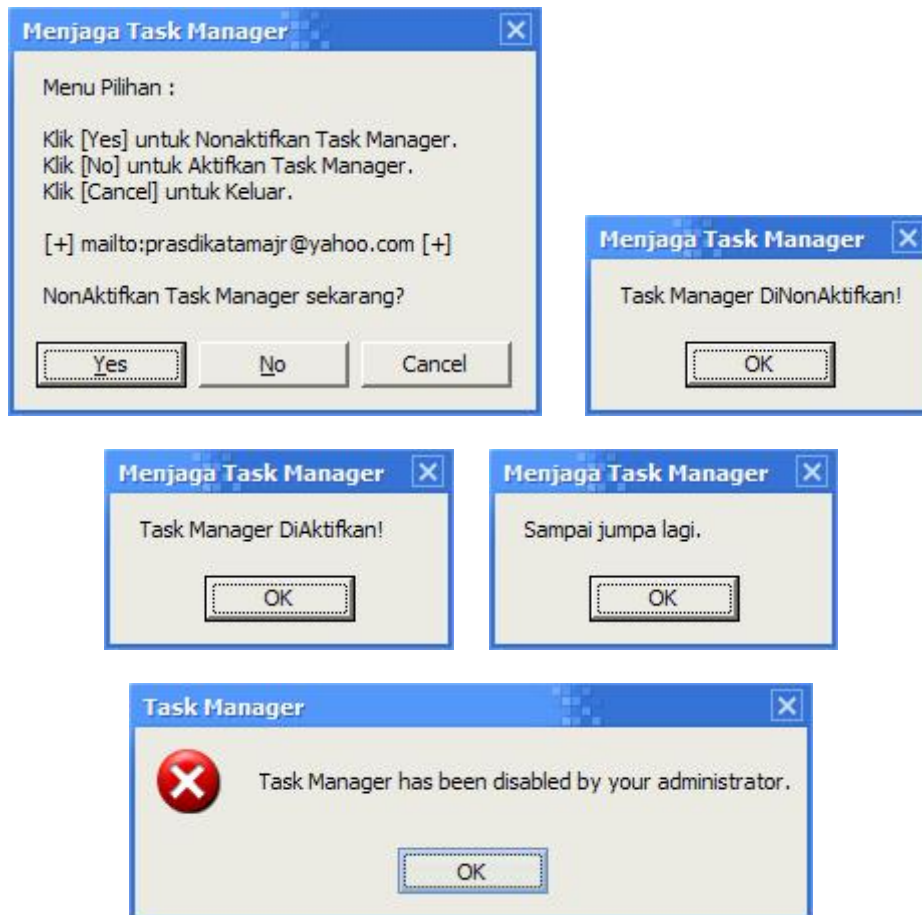 Menjaga Task Manager
Menu Pilihan :
Klik [Yes] untuk Nonaktifkan Task Manager.
Klik [No] untuk Aktifkan Task Manager.
Klik [Cancel] untuk Keluar.
[+] mailto:prasdikatamajr@yahoo.com [+]
NonAktifkan Task Manager sekarang?
Yes No Cancel
Menjaga Task Manager
Task Manager DiNonAktifkan!
OK
Menjaga Task Manager
Task Manager DiAktifkan!
OK
Menjaga Task Manager
Sampai jumpa lagi.
OK
Task Manager
Task Manager has been disabled by your administrator.
OK